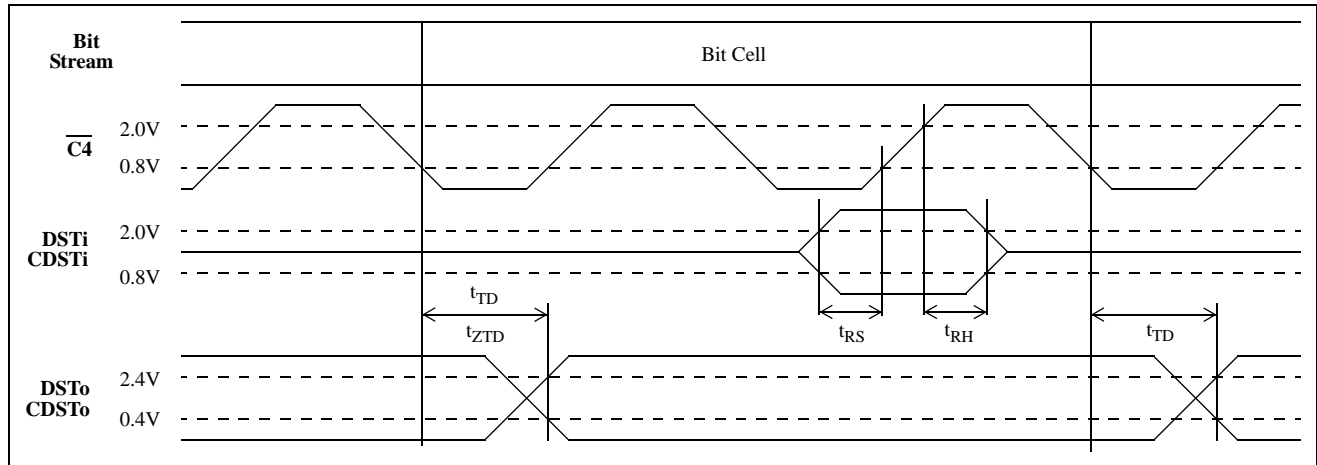 Bit
Stream
Bit Cell
C4
2.0V
0.8V
DSTi
CDSTi
2.0V
0.8V
tTD
tZTD
tRS
tRH
tTD
DSTo
CDSTo
2.4V
0.4V